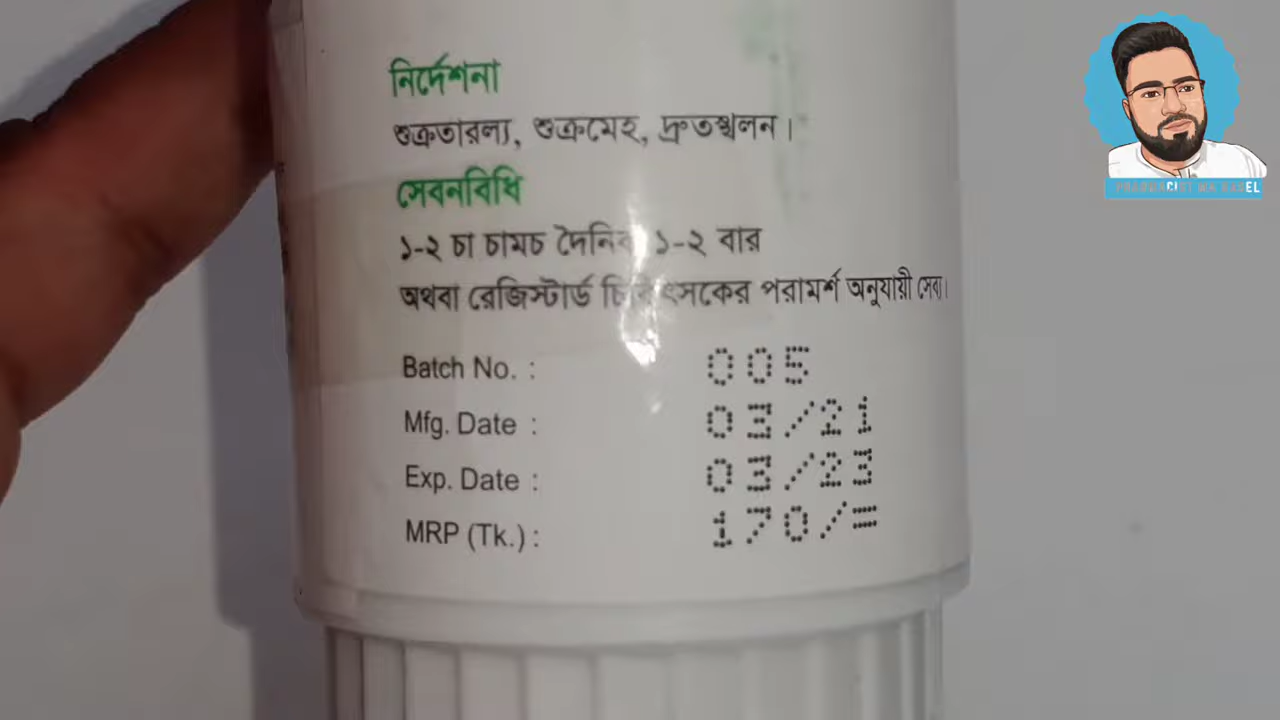 নির্দেশনা
শুক্রতারল্য, শুক্রমেহ, দ্রুতস্খলন।
সেবনবিধি
১-২ চা চামচ দৈনিক ১-২ বার
অথবা রেজিস্টার্ড চিকিৎসকের পরামর্শ অনুযায়ী সেব্য।
Batch No. : 005
Mfg. Date : 03/21
Exp. Date : 03/23
MRP (Tk.) : 170/=